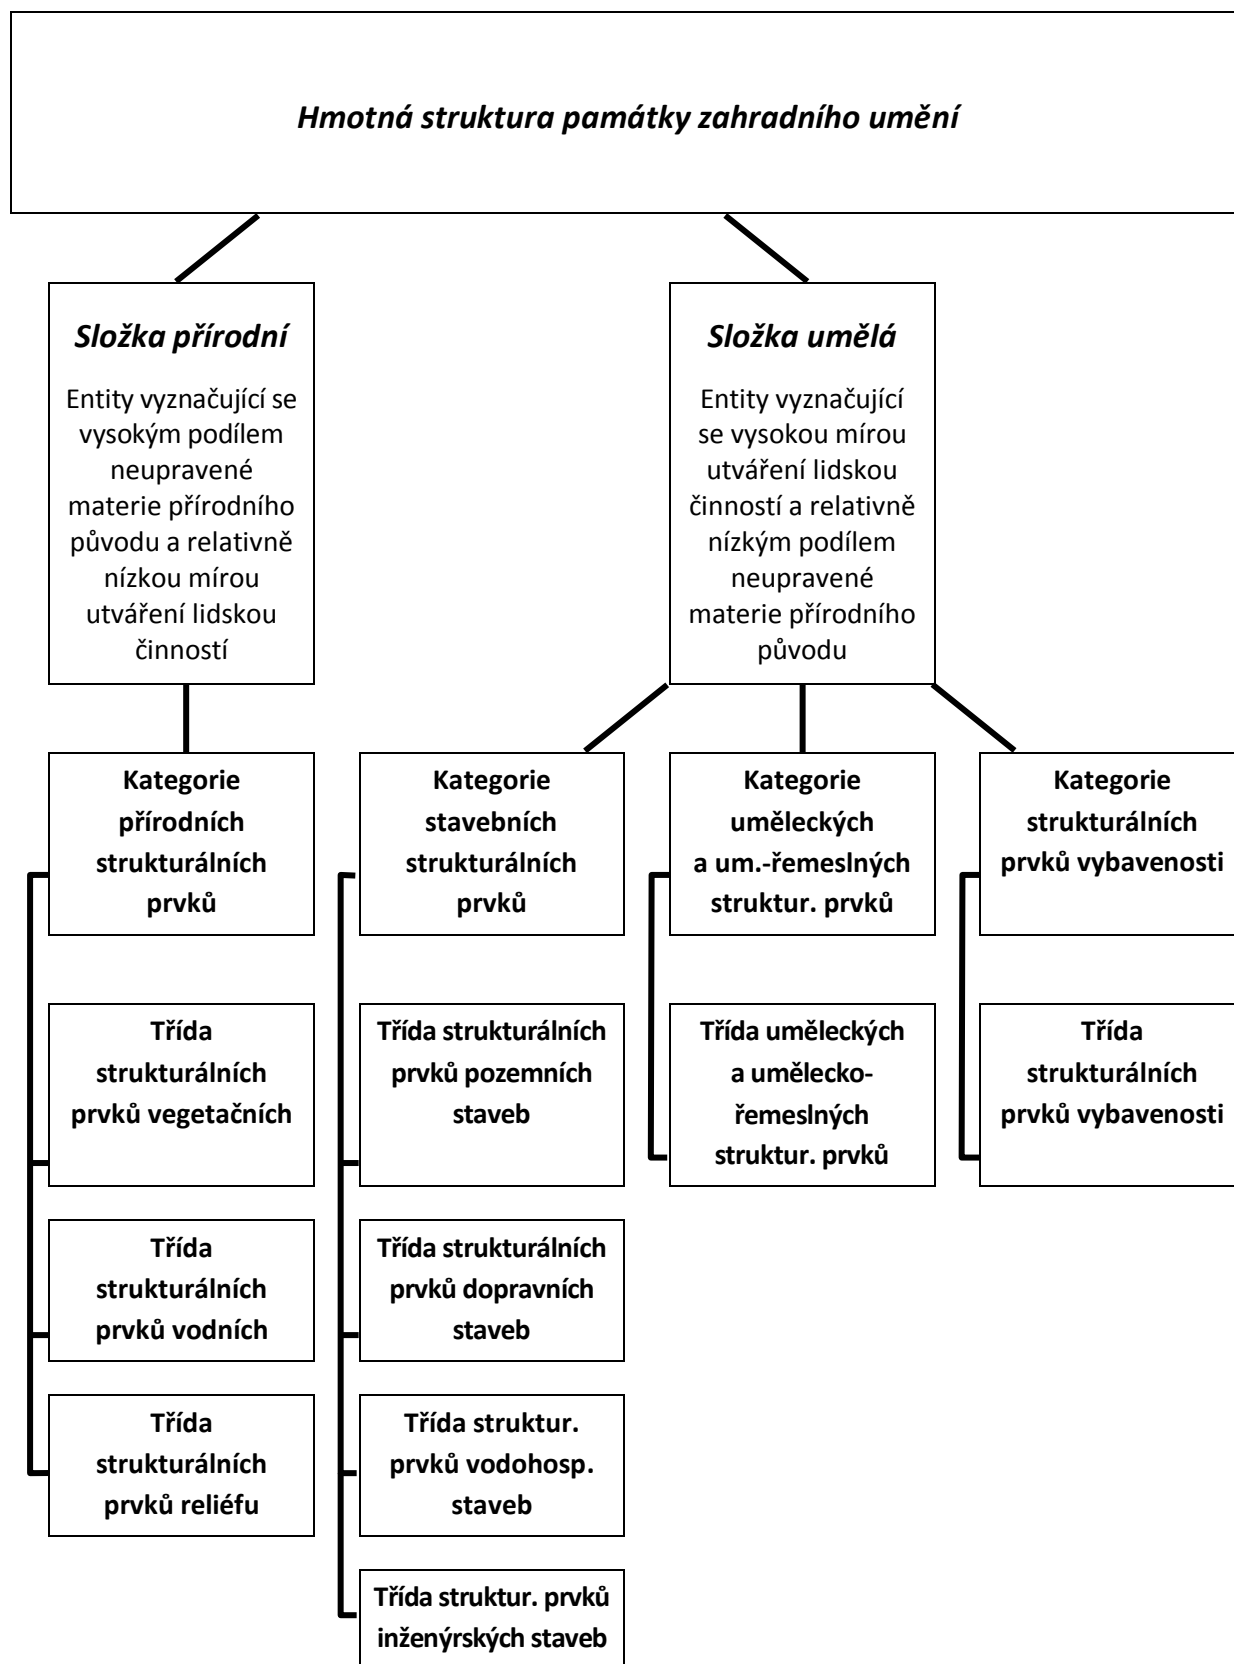 Hmotná struktura památky zahradního umění
Složka přírodní
Entity vyznačující se
vysokým podílem
neupravené
materie přírodního
původu a relativně
nízkou mírou
utváření lidskou
činností
Složka umělá
Entity vyznačující
se vysokou mírou
utváření lidskou
činností a relativně
nízkým podílem
neupravené
materie přírodního
původu
Kategorie
přírodních
strukturálních
prvků
Kategorie
stavebních
strukturálních
prvků
Kategorie
uměleckých
a um.-řemeslných
struktur. prvků
Kategorie
strukturálních
prvků vybavenosti
Třída
strukturálních
prvků vegetačních
Třída strukturálních
prvků pozemních
staveb
Třída uměleckých
a umělecko-
řemeslných
struktur. prvků
Třída
strukturálních
prvků vybavenosti
Třída
strukturálních
prvků vodních
Třída strukturálních
prvků dopravních
staveb
Třída
strukturálních
prvků reliéfu
Třída struktur.
prvků vodohosp.
staveb
Třída struktur. prvků
inženýrských staveb